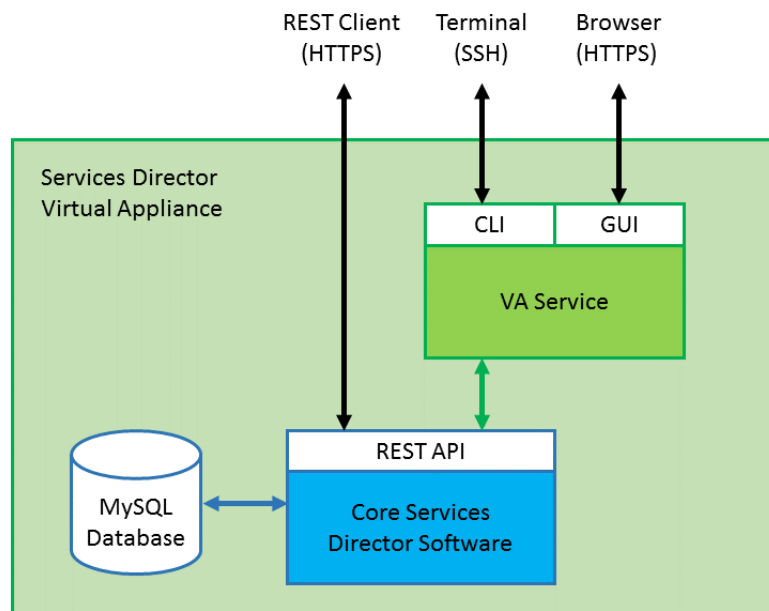 REST Client
(HTTPS)
Terminal
(SSH)
Browser
(HTTPS)
Services Director
Virtual Appliance
CLI
GUI
VA Service
REST API
MySQL
Database
Core Services
Director Software